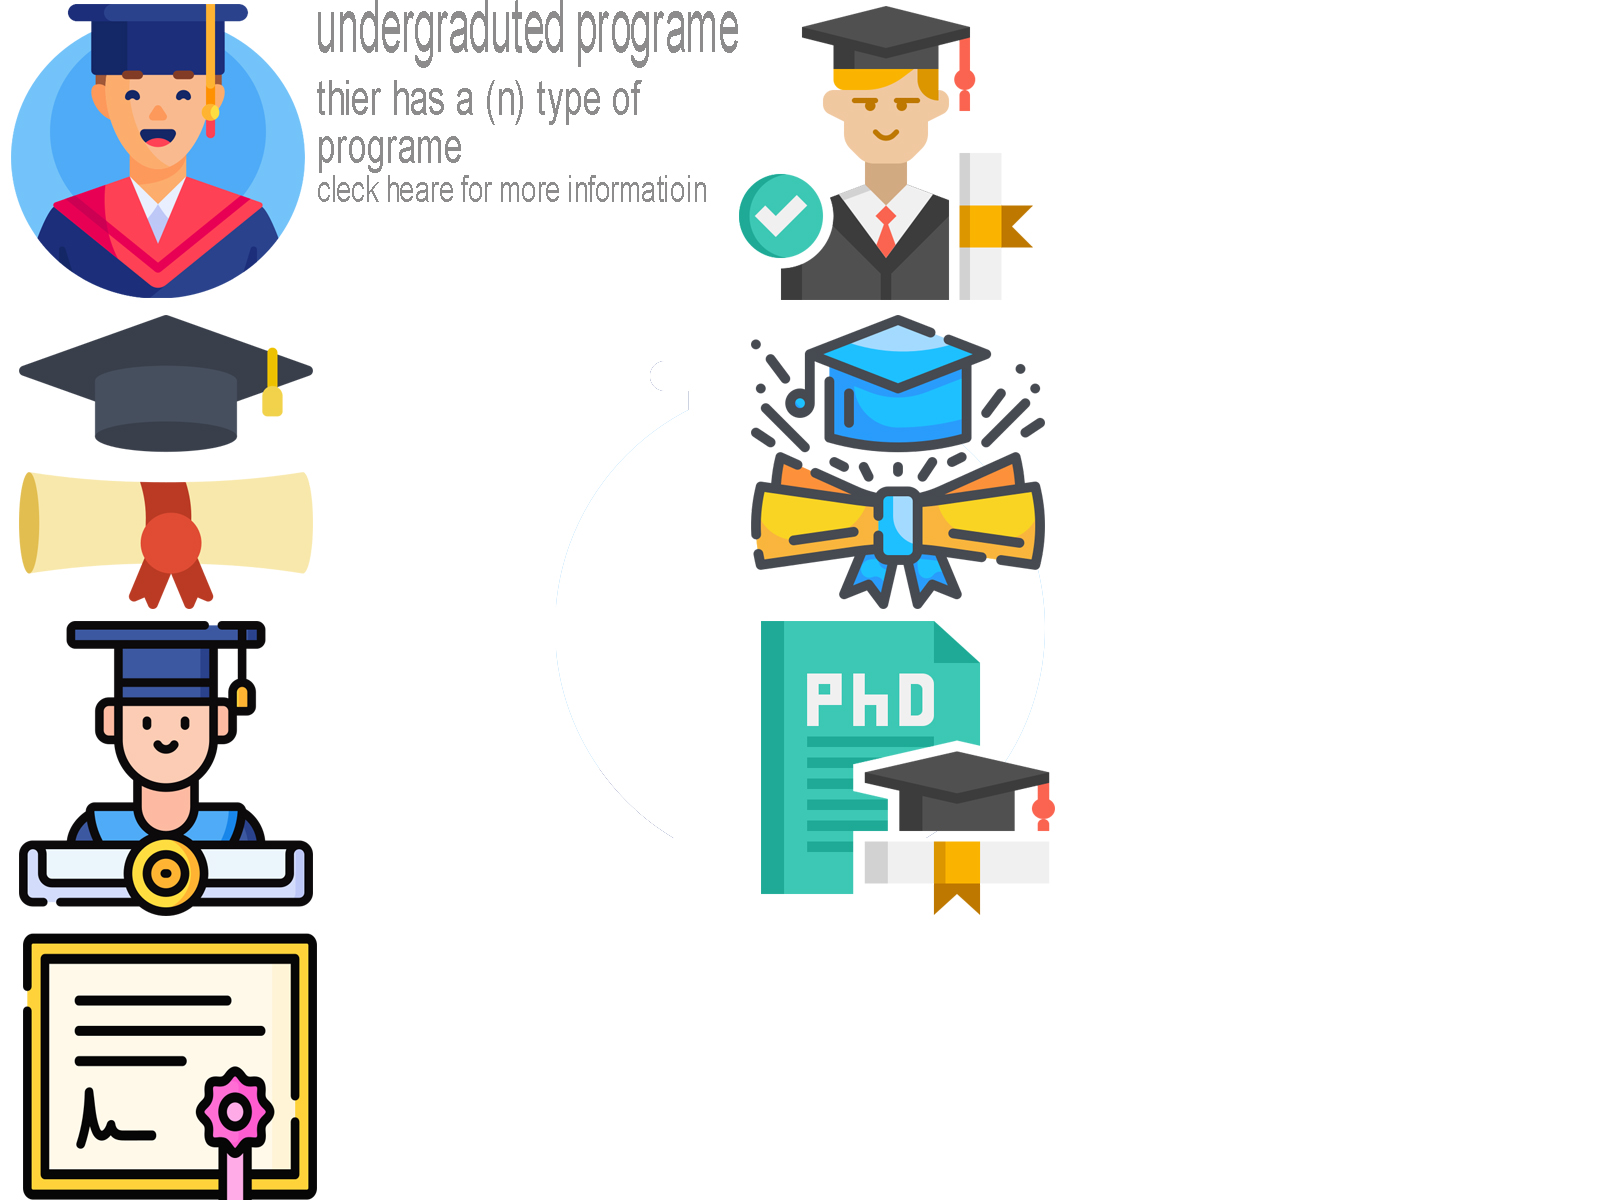 undergraduted programe
thier has a (n) type of
programe
cleck heare for more informatioin
PhD